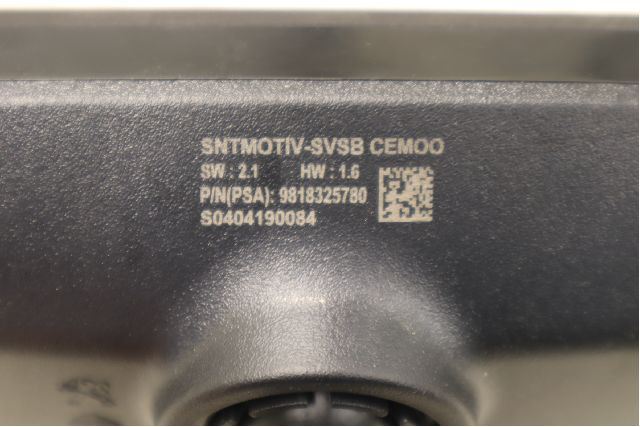 SNTMOTIV-SVSB CEMOO
SW : 2.1 HW : 1.6
P/N(PSA): 9818325780
S0404190084